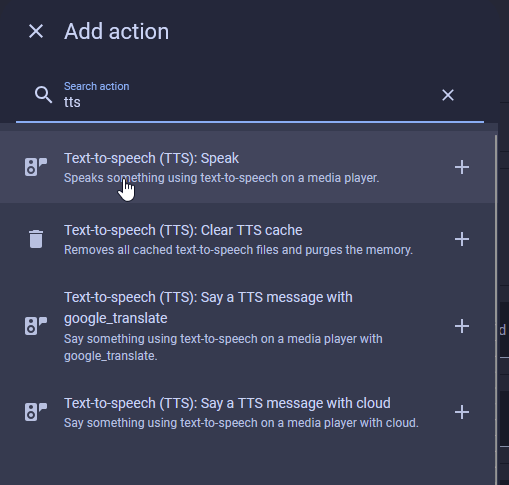 Add action
Search action
tts
Text-to-speech (TTS): Speak
Speaks something using text-to-speech on a media player.
Text-to-speech (TTS): Clear TTS cache
Removes all cached text-to-speech files and purges the memory.
Text-to-speech (TTS): Say a TTS message with
google_translate
Say something using text-to-speech on a media player with
google_translate.
d
Text-to-speech (TTS): Say a TTS message with cloud
Say something using text-to-speech on a media player with cloud.